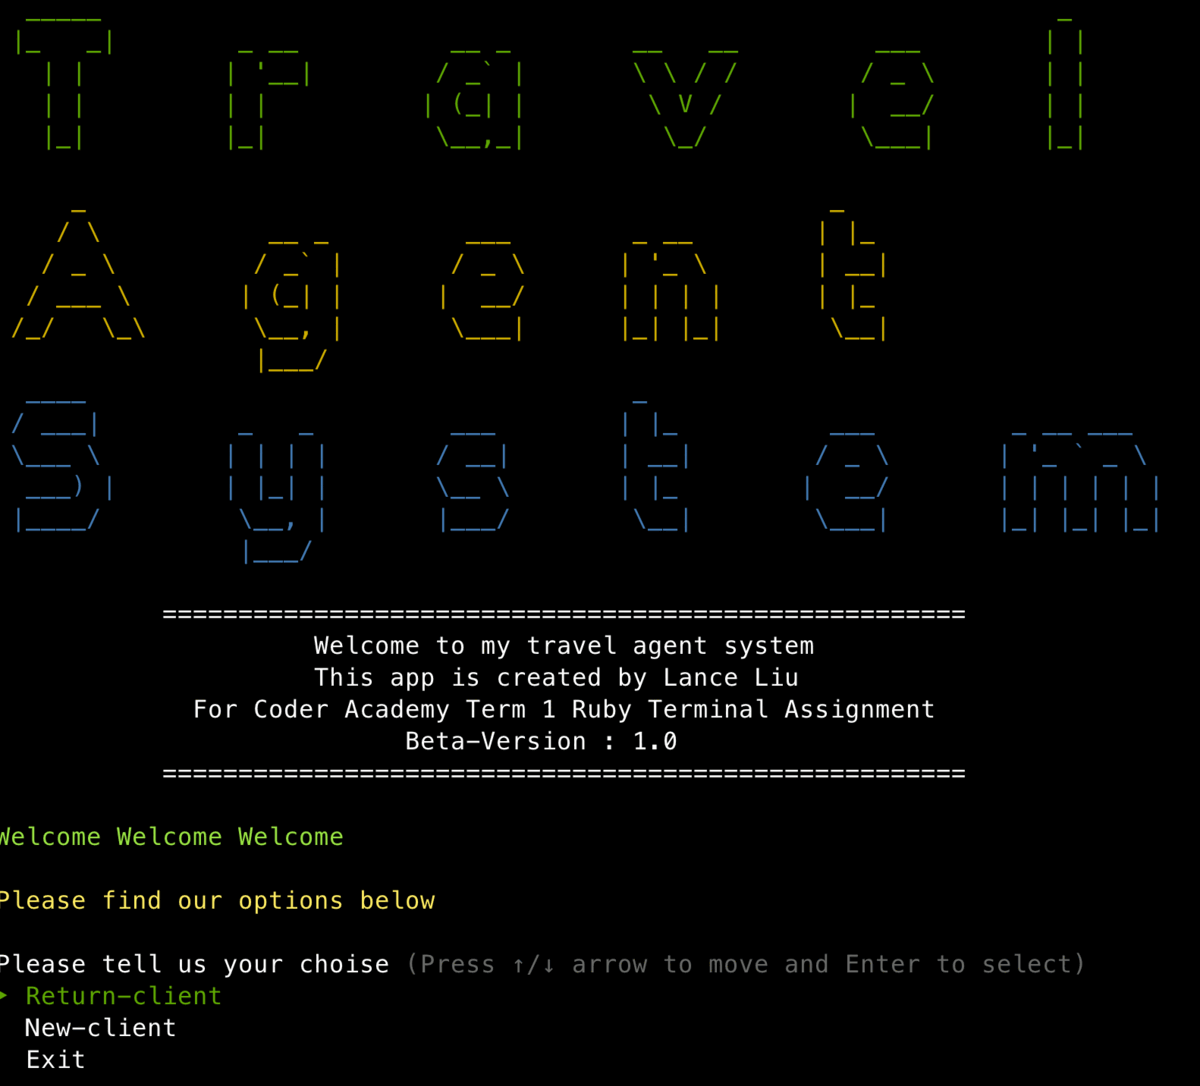 Travel
Agent
System
=====================================================
Welcome to my travel agent system
This app is created by Lance Liu
For Coder Academy Term 1 Ruby Terminal Assignment
Beta-Version : 1.0
=====================================================
Welcome Welcome Welcome
Please find our options below
Please tell us your choise (Press ↑/↓ arrow to move and Enter to select)
‣ Return-client
New-client
Exit